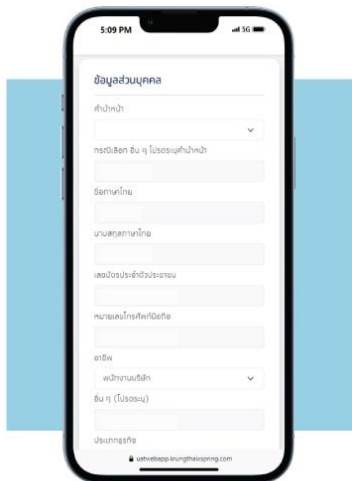 5:09 PM
5G
ข้อมูลส่วนบุคคล
คำนำหน้า
กรณีเลือก อื่น ๆ โปรดระบุคำนำหน้า
ชื่อภาษาไทย
นามสกุลภาษาไทย
เลขบัตรประจำตัวประชาชน
หมายเลขโทรศัพท์มือถือ
อาชีพ
พนักงานบริษัท
อื่น ๆ (โปรดระบุ)
ประเภทธุรกิจ
uatwebapp.krungthaixspring.com